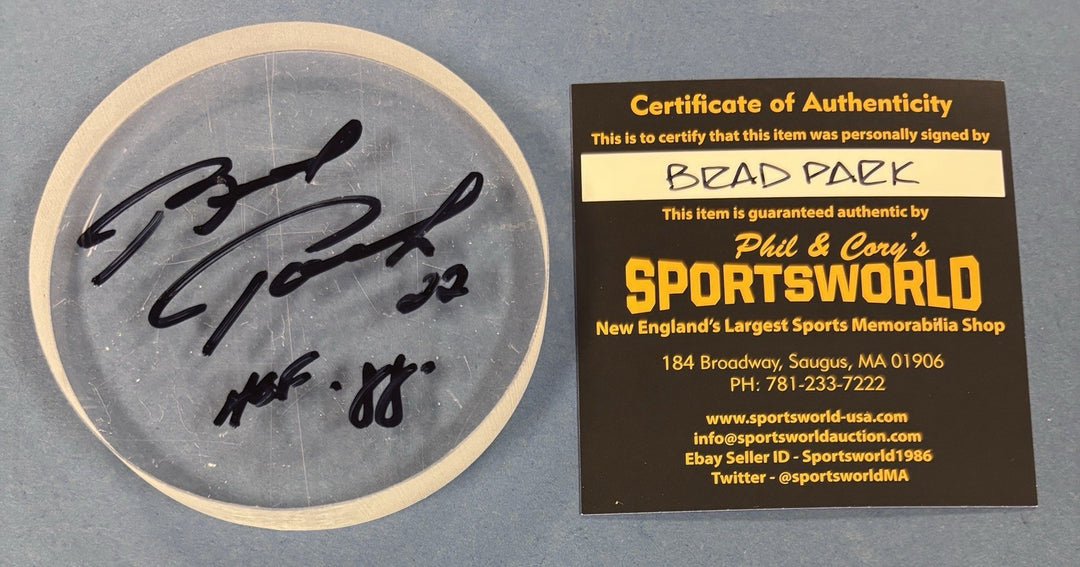 Brad
Park
22
HOF. 88.
Certificate of Authenticity
This is to certify that this item was personally signed by
BRAD PARK
This item is guaranteed authentic by
Phil & Cory's
SPORTSWORLD
New England's Largest Sports Memorabilia Shop
184 Broadway, Saugus, MA 01906
PH: 781-233-7222
www.sportsworld-usa.com
info@sportsworldauction.com
Ebay Seller ID - Sportsworld1986
Twitter - @sportsworldMA